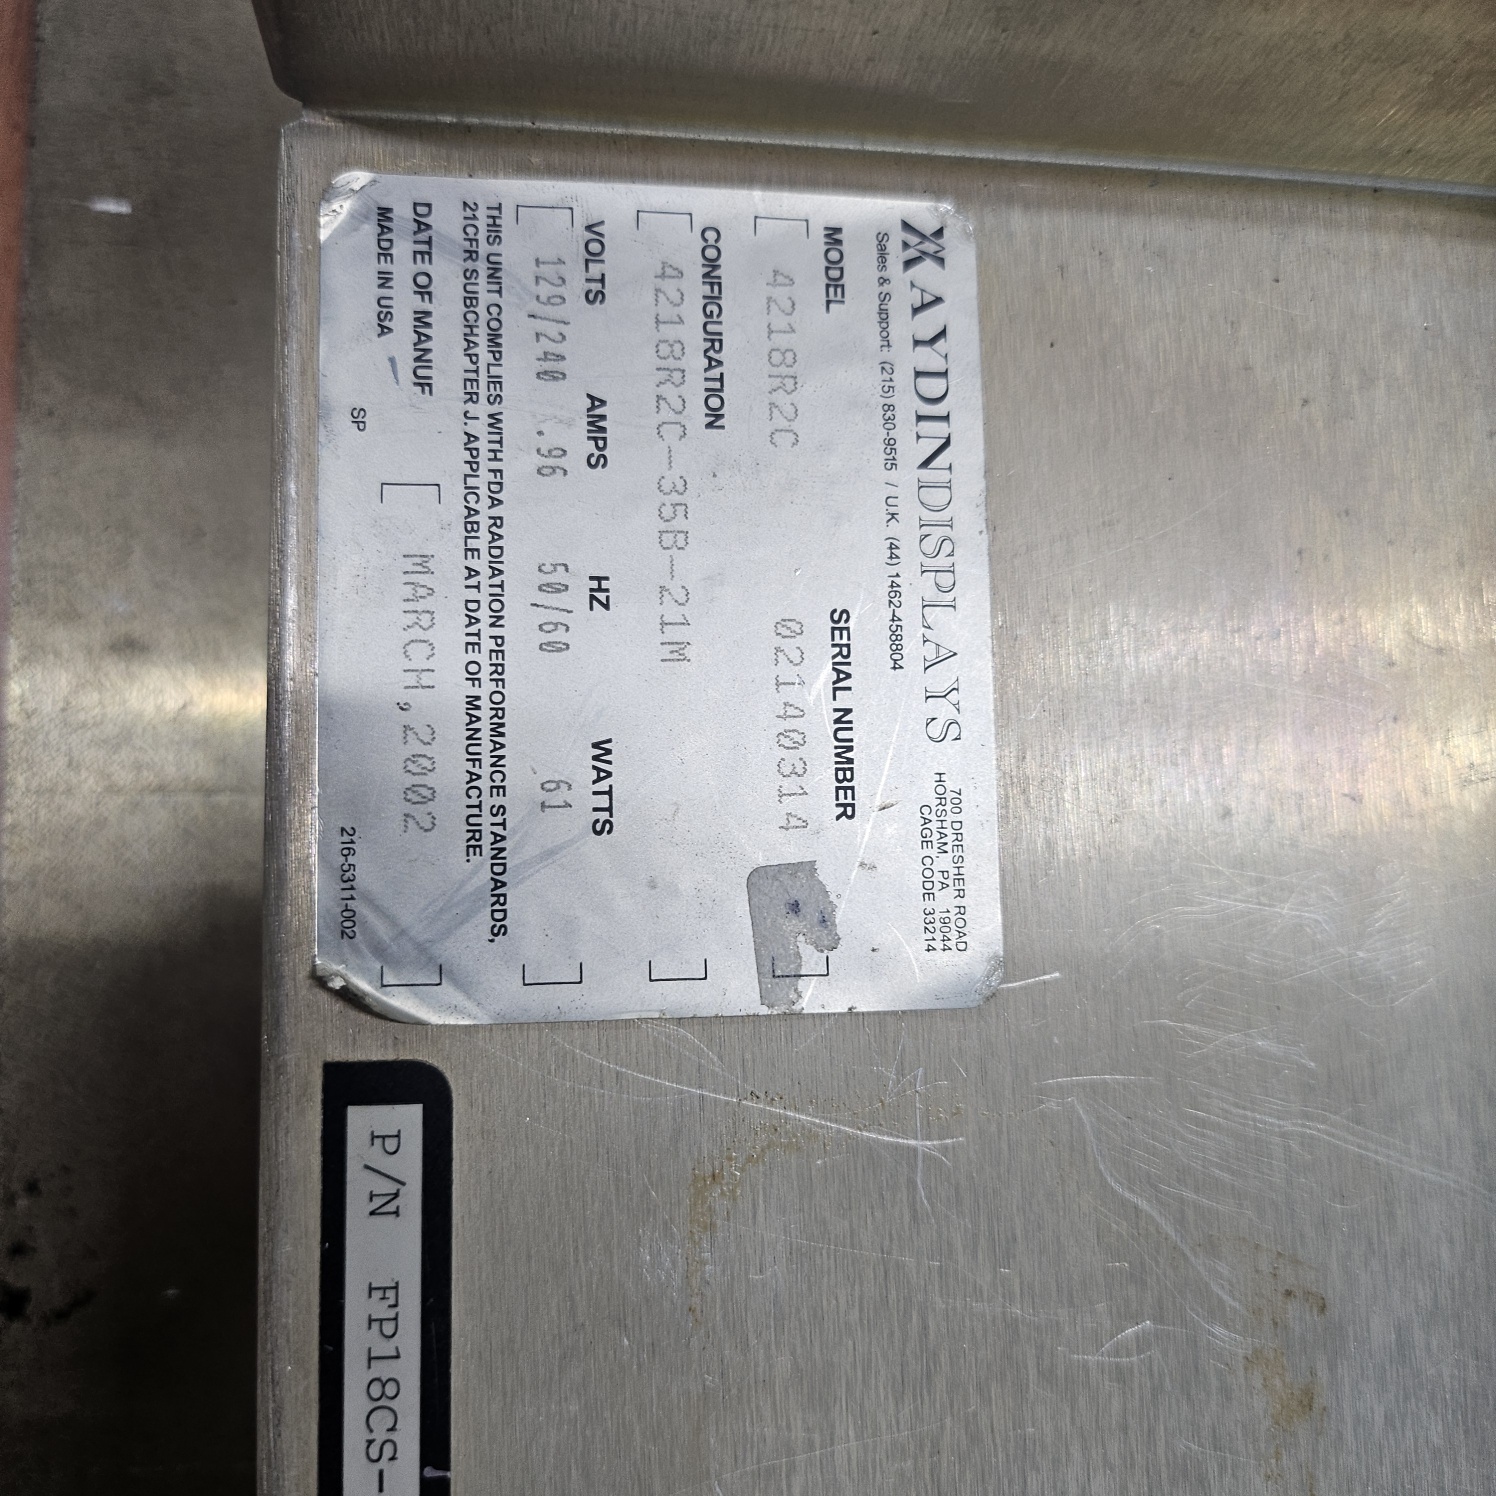 AYDINDISPLAYS
700 DRESHER ROAD
HORSHAM, PA 19044
CAGE CODE 33214
Sales & Support: (215) 830-9515 / U.K. (44) 1462-458804
MODEL SERIAL NUMBER
4218R2C 02140314
CONFIGURATION
4218R2C-35B-21M
VOLTS AMPS HZ WATTS
129/240 .96 50/60 61
THIS UNIT COMPLIES WITH FDA RADIATION PERFORMANCE STANDARDS,
21CFR SUBCHAPTER J. APPLICABLE AT DATE OF MANUFACTURE.
DATE OF MANUF. MARCH,2002
MADE IN USA
SP 216-5311-002
P/N FP18CS-